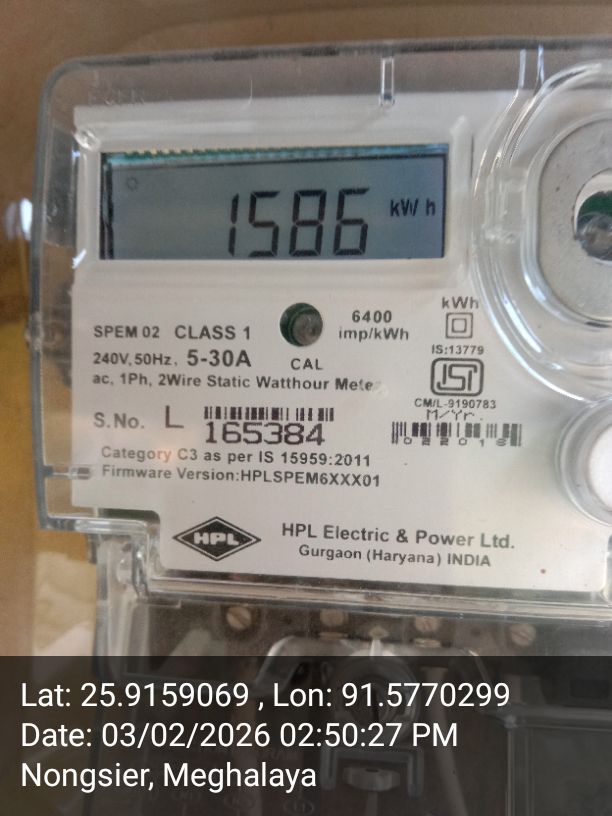 1586 kW h
kWh
6400
imp/kWh
SPEM 02 CLASS 1
IS:13779
240V, 50Hz, 5-30A
CAL
ac, 1Ph, 2Wire Static Watthour Meter
ISI
CM/L-9190783
M/Yr.
S.No. L 165384
Category C3 as per IS 15959:2011
Firmware Version:HPLSPEM6XXX01
HPL
HPL Electric & Power Ltd.
Gurgaon (Haryana) INDIA
Lat: 25.9159069 , Lon: 91.5770299
Date: 03/02/2026 02:50:27 PM
Nongsier, Meghalaya